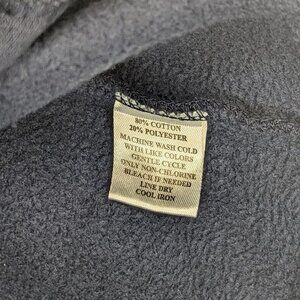 80% COTTON
20% POLYESTER
MACHINE WASH COLD
WITH LIKE COLORS
GENTLE CYCLE
ONLY NON-CHLORINE
BLEACH IF NEEDED
LINE DRY
COOL IRON